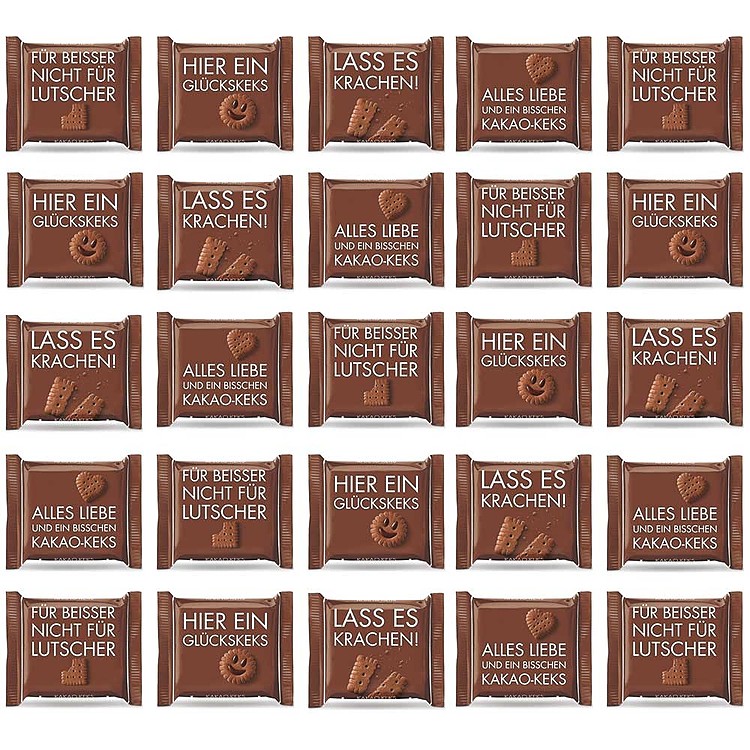 FÜR BEISSER
NICHT FÜR
LUTSCHER
HIER EIN
GLÜCKSKEKS
LASS ES
KRACHEN!
ALLES LIEBE
UND EIN BISSCHEN
KAKAO-KEKS
FÜR BEISSER
NICHT FÜR
LUTSCHER
HIER EIN
GLÜCKSKEKS
LASS ES
KRACHEN!
ALLES LIEBE
UND EIN BISSCHEN
KAKAO-KEKS
FÜR BEISSER
NICHT FÜR
LUTSCHER
HIER EIN
GLÜCKSKEKS
LASS ES
KRACHEN!
ALLES LIEBE
UND EIN BISSCHEN
KAKAO-KEKS
FÜR BEISSER
NICHT FÜR
LUTSCHER
HIER EIN
GLÜCKSKEKS
LASS ES
KRACHEN!
ALLES LIEBE
UND EIN BISSCHEN
KAKAO-KEKS
FÜR BEISSER
NICHT FÜR
LUTSCHER
HIER EIN
GLÜCKSKEKS
LASS ES
KRACHEN!
ALLES LIEBE
UND EIN BISSCHEN
KAKAO-KEKS
FÜR BEISSER
NICHT FÜR
LUTSCHER
HIER EIN
GLÜCKSKEKS
LASS ES
KRACHEN!
ALLES LIEBE
UND EIN BISSCHEN
KAKAO-KEKS
FÜR BEISSER
NICHT FÜR
LUTSCHER